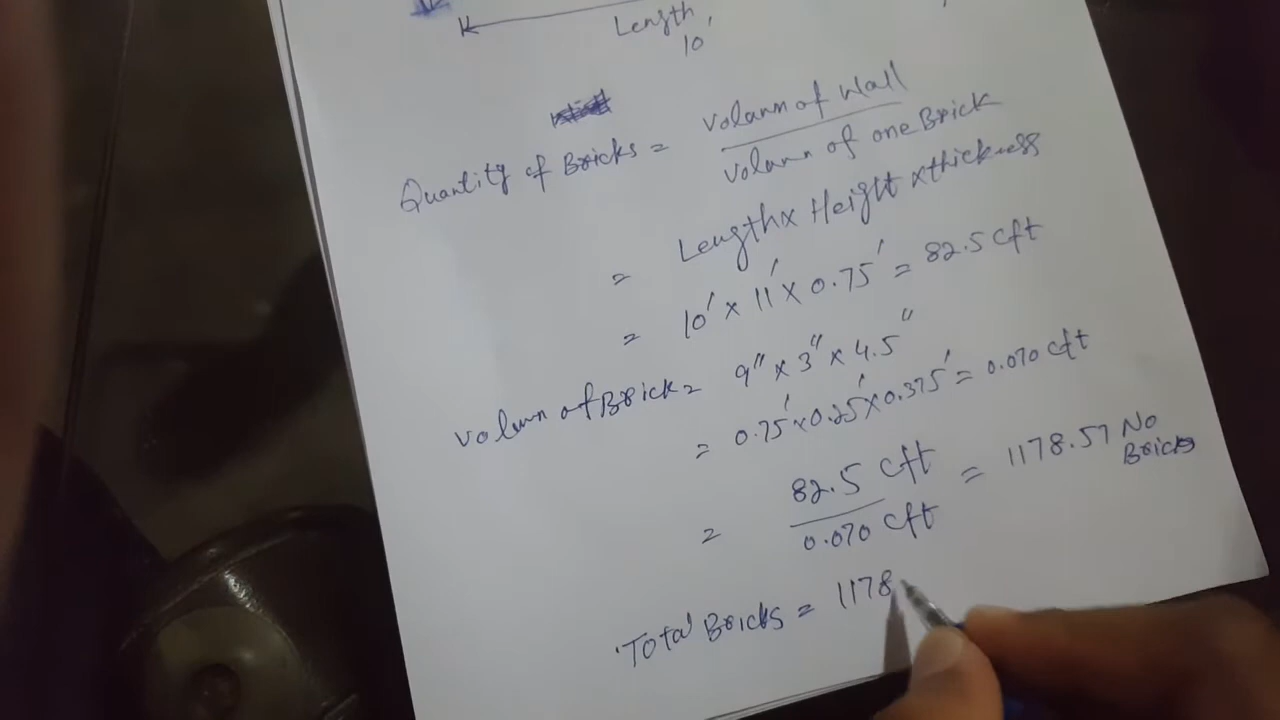 Length
10'
Quantity of Bricks = Volamn of Wall
Volamn of one Brick
= Length x Height x thickness
= 10' x 11' x 0.75' = 82.5 Cft
Volumn of Brick = 9" x 3" x 4.5"
= 0.75' x 0.25' x 0.375' = 0.070 Cft
= 82.5 Cft = 1178.57 No
0.070 Cft Bricks
Total Bricks = 1178